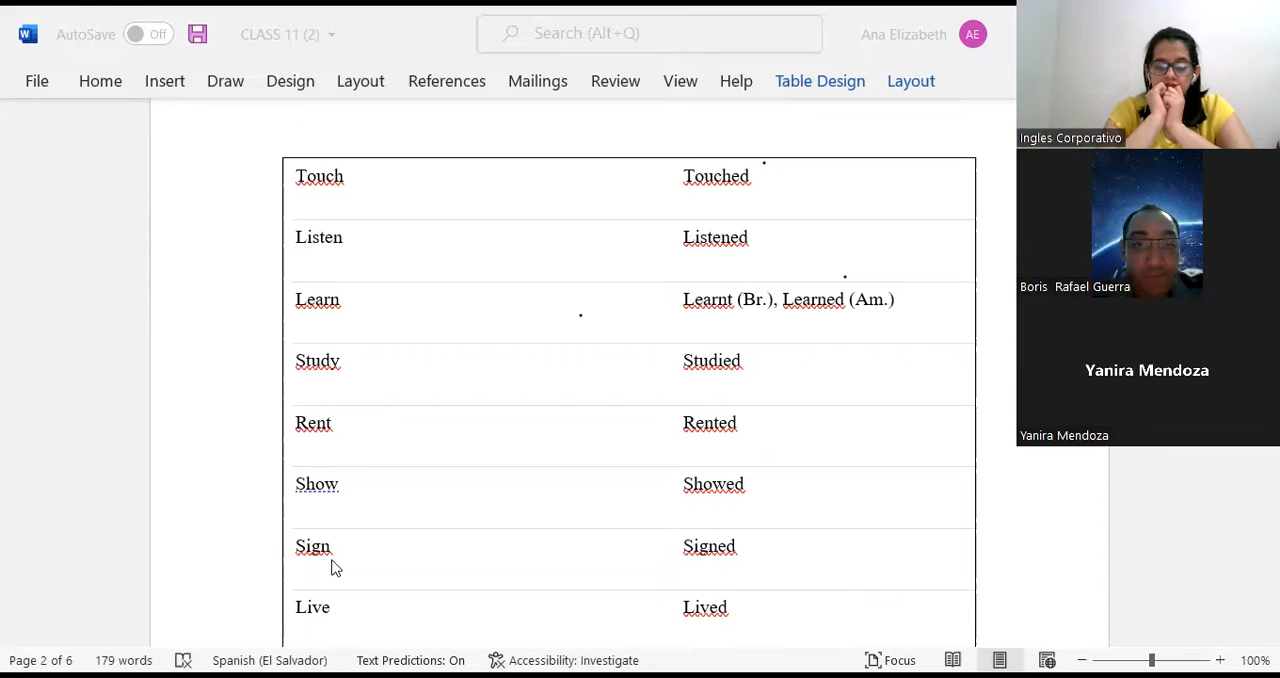 AutoSave Off CLASS 11 (2) Search (Alt+Q) Ana Elizabeth AE
File Home Insert Draw Design Layout References Mailings Review View Help Table Design Layout
Touch Touched
Listen Listened
Learn Learnt (Br.), Learned (Am.)
Study Studied
Rent Rented
Show Showed
Sign Signed
Live Lived
Page 2 of 6 179 words Spanish (El Salvador) Text Predictions: On Accessibility: Investigate Focus 100%
Ingles Corporativo
Boris Rafael Guerra
Yanira Mendoza
Yanira Mendoza